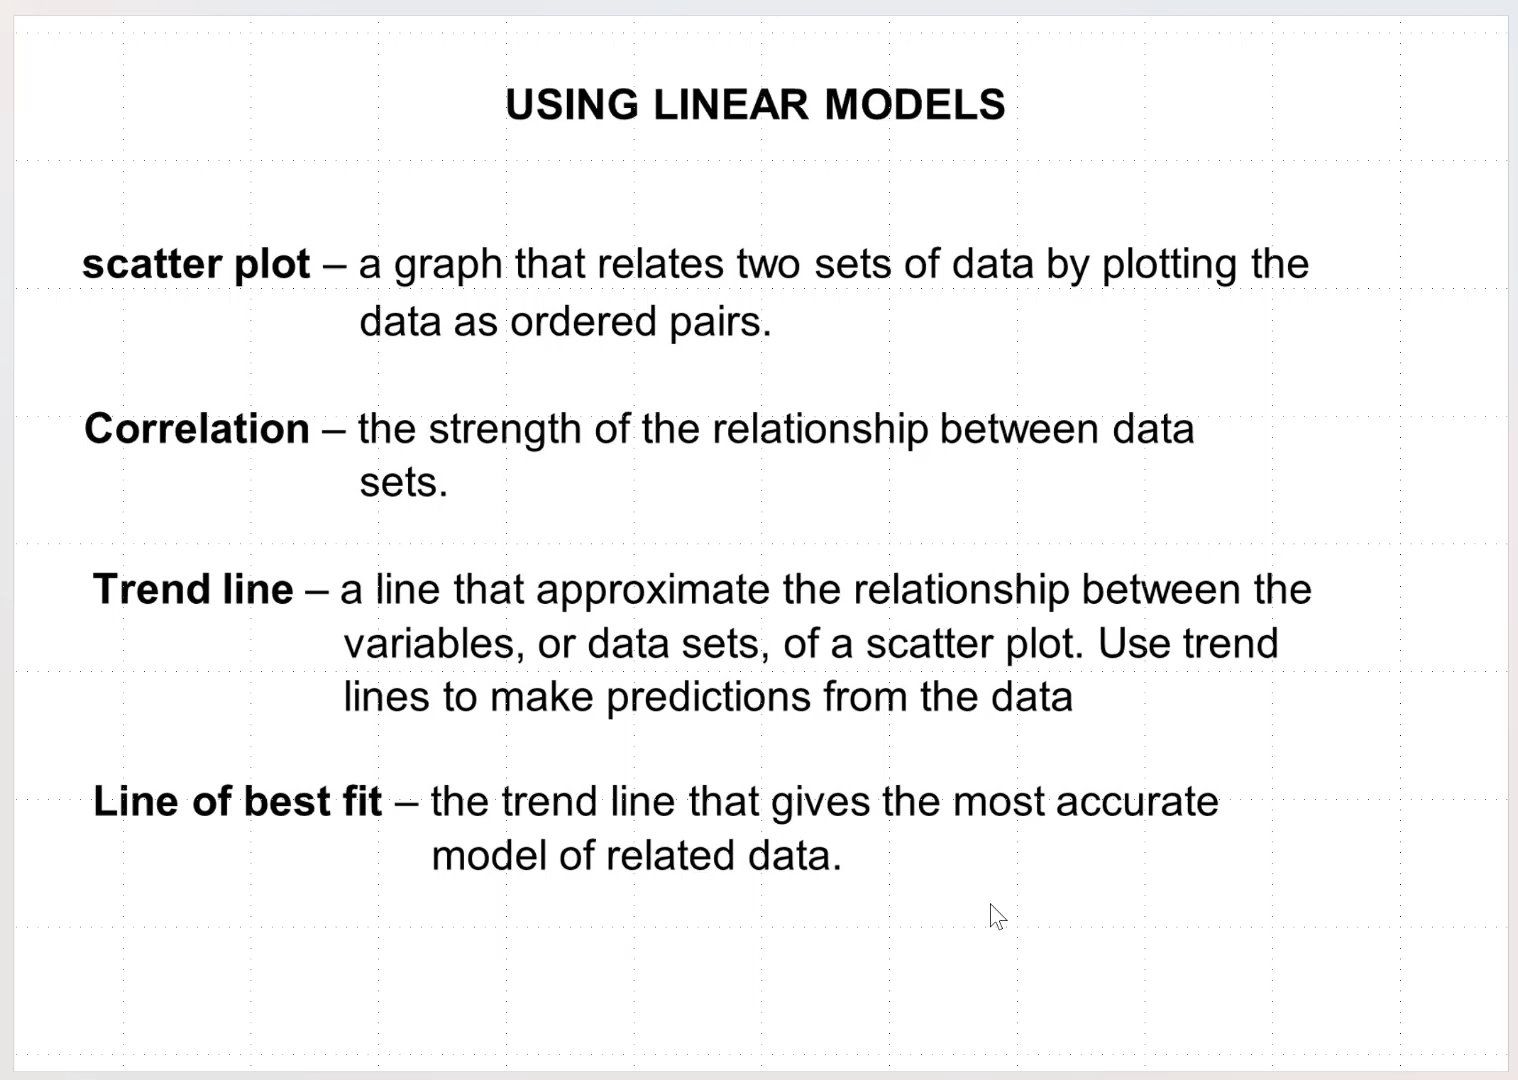 USING LINEAR MODELS
scatter plot – a graph that relates two sets of data by plotting the
data as ordered pairs.
Correlation – the strength of the relationship between data
sets.
Trend line – a line that approximate the relationship between the
variables, or data sets, of a scatter plot. Use trend
lines to make predictions from the data
Line of best fit – the trend line that gives the most accurate
model of related data.